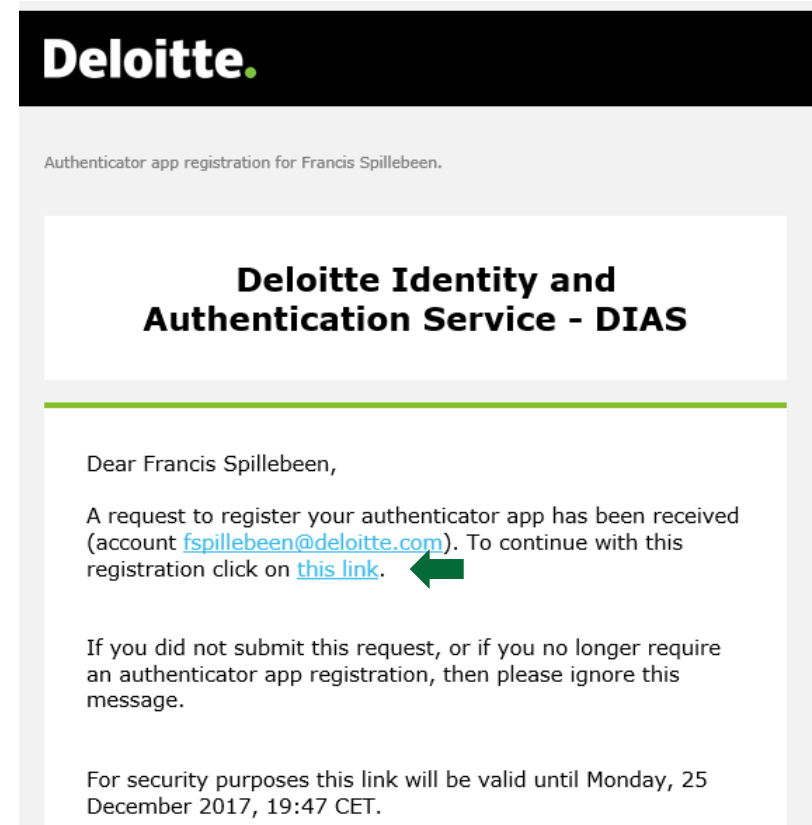 Deloitte.
Authenticator app registration for Francis Spillebeen.
Deloitte Identity and
Authentication Service - DIAS
Dear Francis Spillebeen,
A request to register your authenticator app has been received
(account fspillebeen@deloitte.com). To continue with this
registration click on this link.
If you did not submit this request, or if you no longer require
an authenticator app registration, then please ignore this
message.
For security purposes this link will be valid until Monday, 25
December 2017, 19:47 CET.